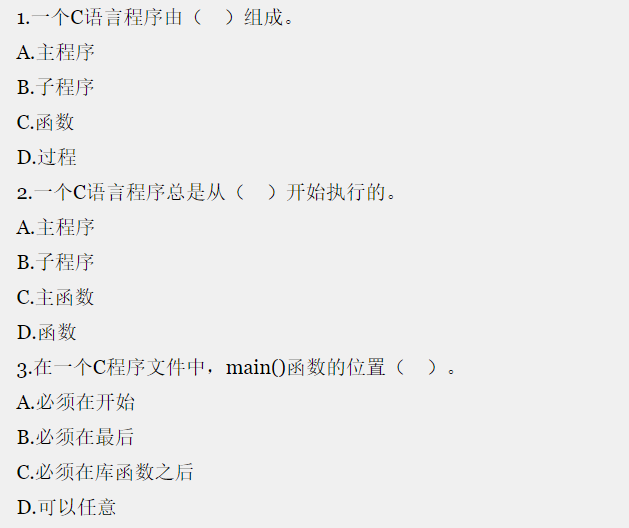 1.一个C语言程序由（　）组成。
A.主程序
B.子程序
C.函数
D.过程
2.一个C语言程序总是从（　）开始执行的。
A.主程序
B.子程序
C.主函数
D.函数
3.在一个C程序文件中，main()函数的位置（　）。
A.必须在开始
B.必须在最后
C.必须在库函数之后
D.可以任意